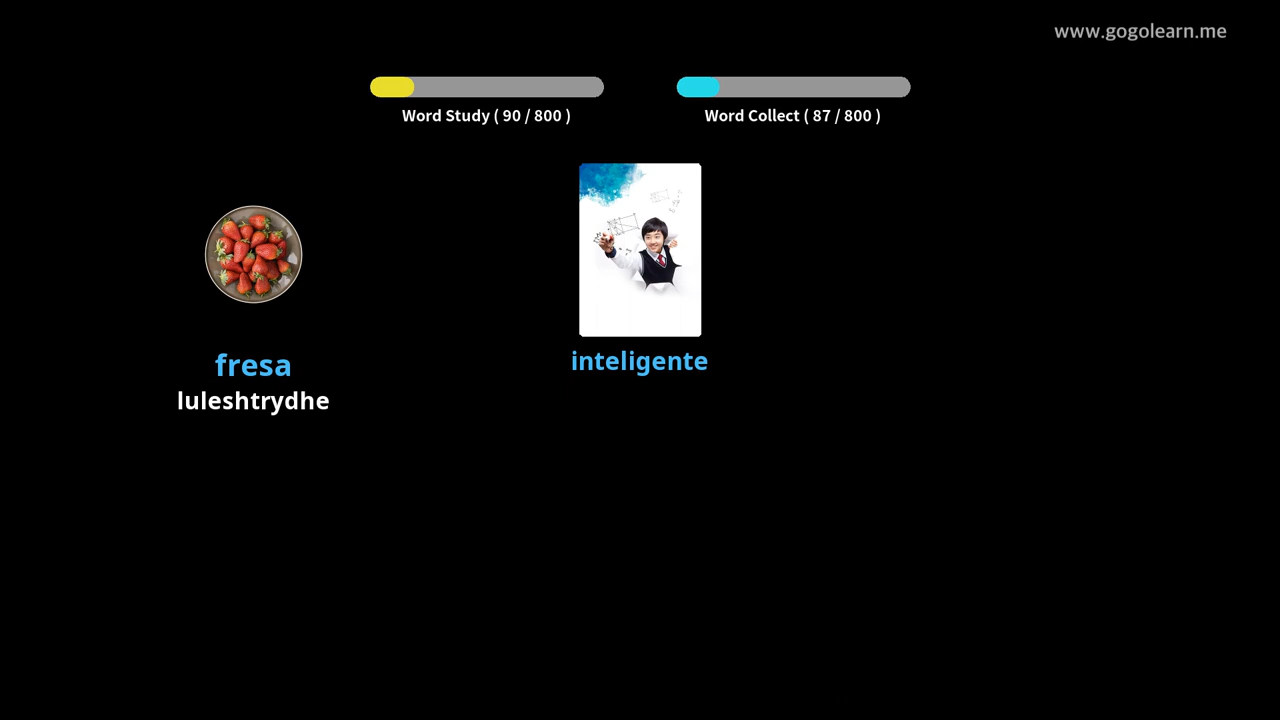 www.gogolearn.me
Word Study ( 90 / 800 )
Word Collect ( 87 / 800 )
fresa
luleshtrydhe
inteligente